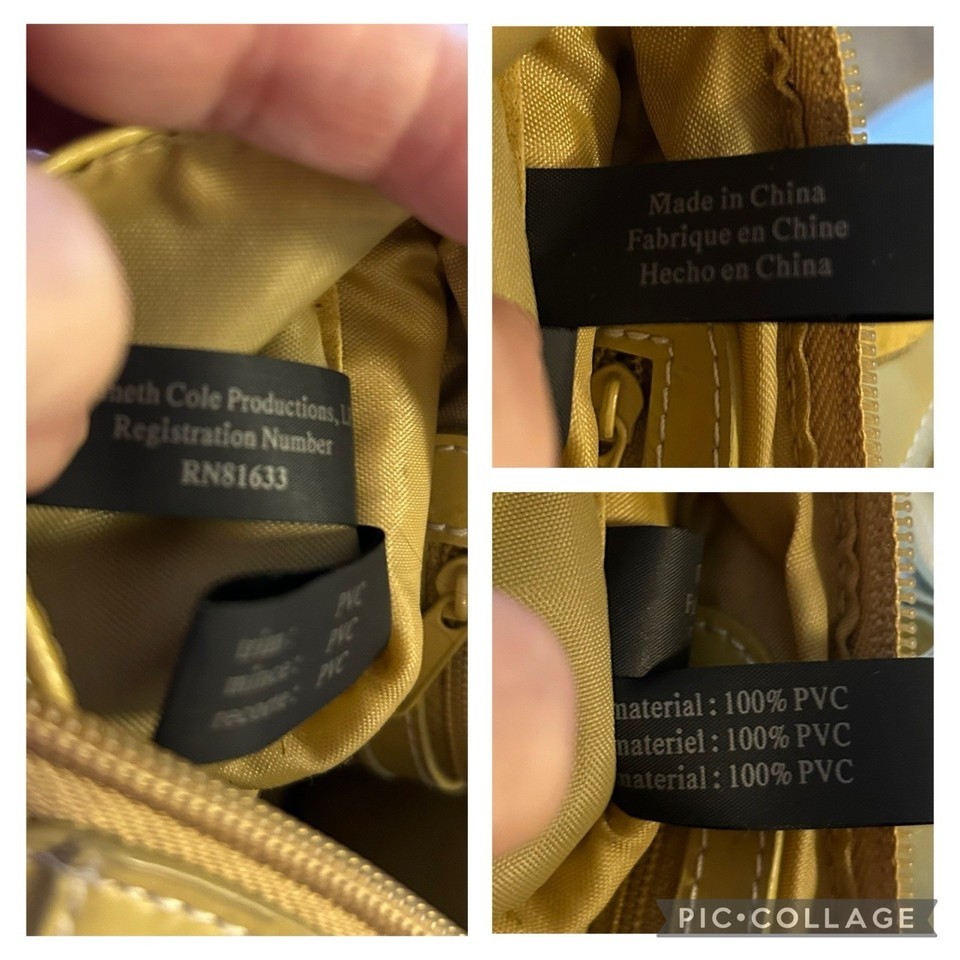 neth Cole Productions, L
Registration Number
RN81633
PVC
PVC
PVC
Made in China
Fabrique en Chine
Hecho en China
material : 100% PVC
materiel : 100% PVC
material : 100% PVC
PIC•COLLAGE